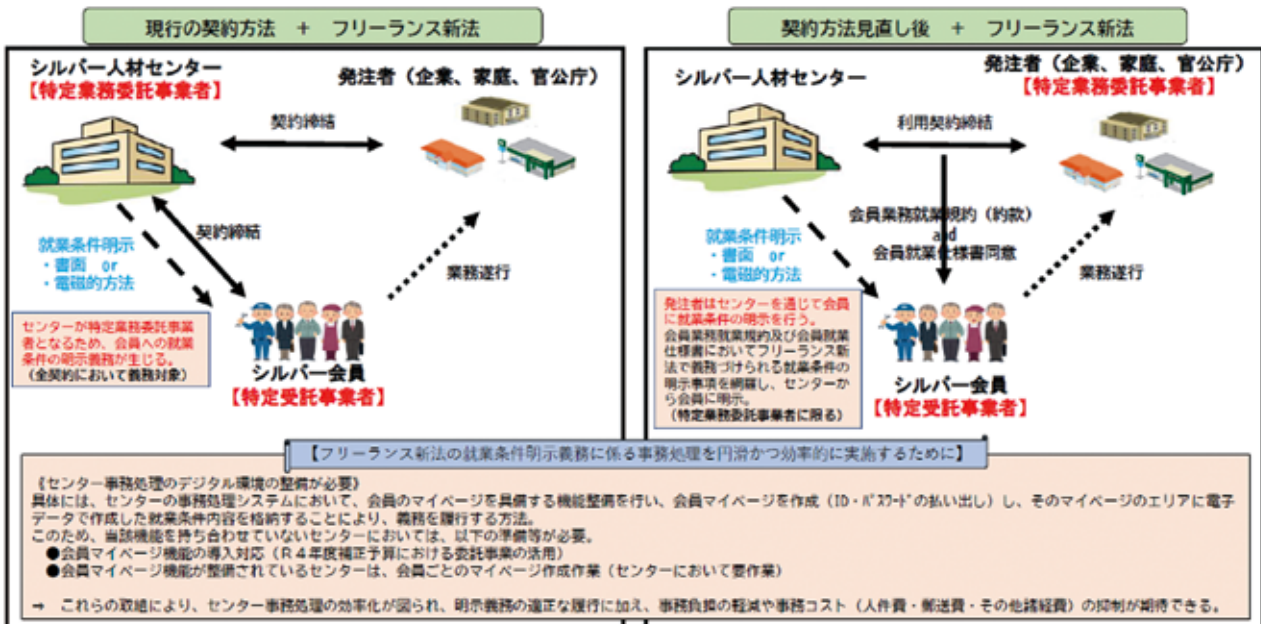 現行の契約方法 + フリーランス新法
シルバー人材センター
【特定業務委託事業者】
発注者（企業、家庭、官公庁）
契約締結
契約締結
就業条件明示
・書面 or
・電磁的方法
業務遂行
センターが特定業務委託事業
者となるため、会員への就業
条件の明示義務が生じる。
（全契約において義務対象）
シルバー会員
【特定受託事業者】
契約方法見直し後 + フリーランス新法
シルバー人材センター
発注者（企業、家庭、官公庁）
【特定業務委託事業者】
利用契約締結
会員業務就業規約（約款）
and
会員就業仕様書同意
就業条件明示
・書面 or
・電磁的方法
業務遂行
発注者はセンターを通じて会員
に就業条件の明示を行う。
会員業務就業規約及び会員就業
仕様書においてフリーランス新
法で義務づけられる就業条件の
明示事項を網羅し、センターか
ら会員に明示。
（特定業務委託事業者に限る）
シルバー会員
【特定受託事業者】
【フリーランス新法の就業条件明示義務に係る事務処理を円滑かつ効率的に実施するために】
《センター事務処理のデジタル環境の整備が必要》
具体には、センターの事務処理システムにおいて、会員のマイページを具備する機能整備を行い、会員マイページを作成（ID・ﾊﾟｽﾜｰﾄﾞの払い出し）し、そのマイページのエリアに電子
データで作成した就業条件内容を格納することにより、義務を履行する方法。
このため、当該機能を持ち合わせていないセンターにおいては、以下の準備等が必要。
●会員マイページ機能の導入対応（R４年度補正予算における委託事業の活用）
●会員マイページ機能が整備されているセンターは、会員ごとのマイページ作成作業（センターにおいて要作業）
→ これらの取組により、センター事務処理の効率化が図られ、明示義務の適正な履行に加え、事務負担の軽減や事務コスト（人件費・郵送費・その他諸経費）の抑制が期待できる。